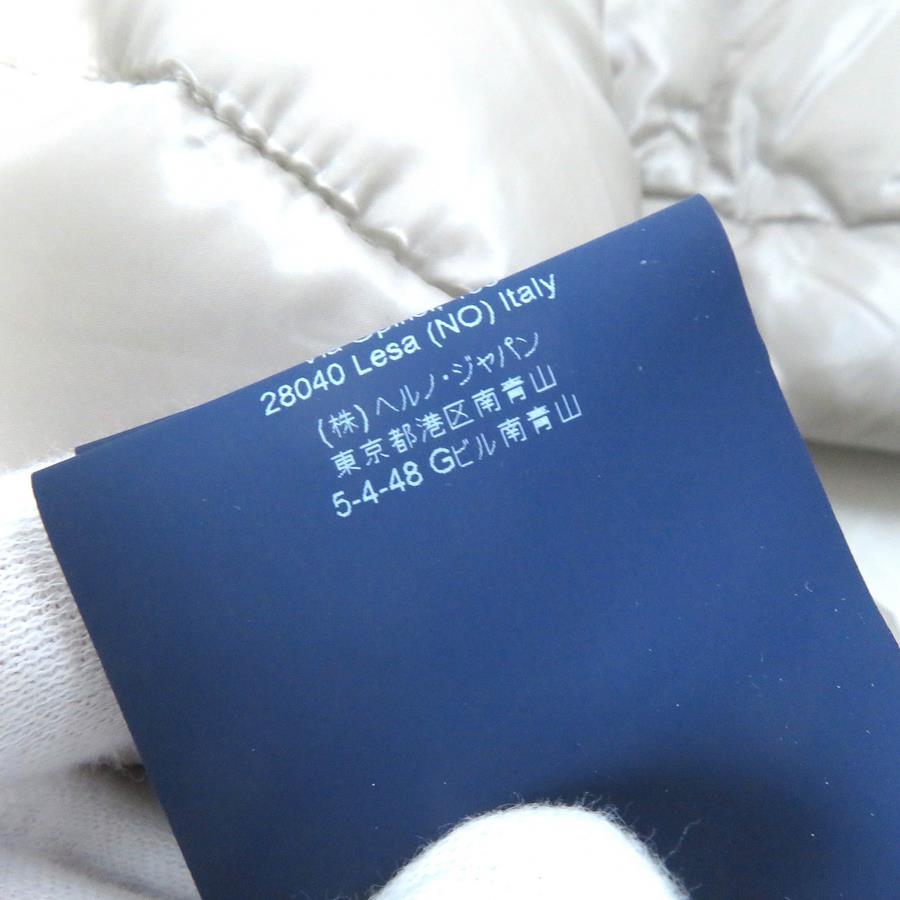 28040 Lesa (NO) Italy
(株)ヘルノ・ジャパン
東京都港区南青山
5-4-48 Gビル南青山